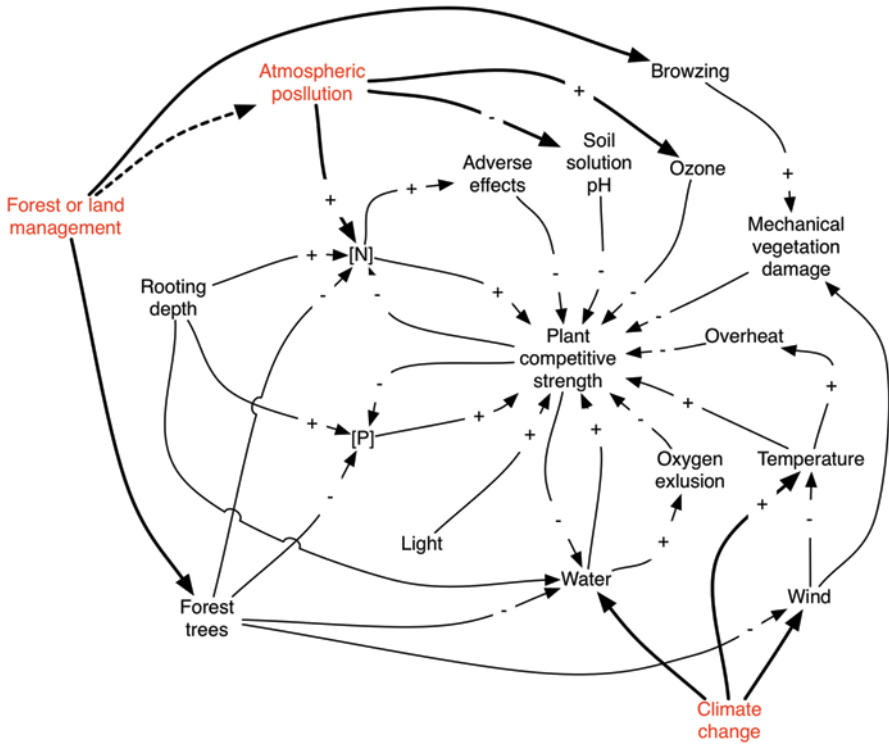 Browzing
Atmospheric
posllution
+
-
Soil
solution
pH
Adverse
effects
Ozone
+
+
Forest or land
management
+
Mechanical
vegetation
damage
[N]
+
-
-
-
Rooting
depth
-
-
+
-
-
Plant
competitive
strength
Overheat
-
-
+
+
+
+
[P]
+
+
-
Oxygen
exlusion
Temperature
-
+
-
-
Light
+
Water
Wind
Forest
trees
-
-
Climate
change